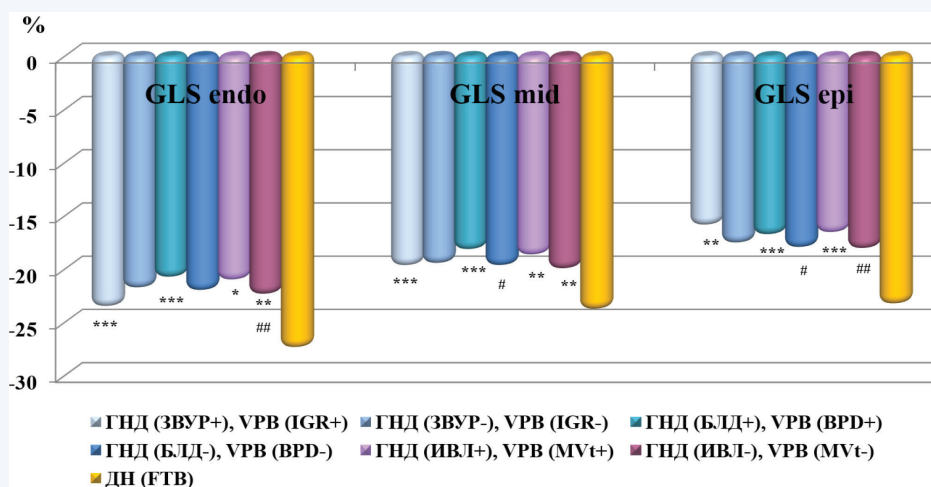 %
0
GLS endo GLS mid GLS epi
-5
-10
-15
** *** ***
*** *** ** ** # ##
-20
*** * ** #
*** ##
-25
-30
ГНД (ЗВУР+), VPB (IGR+) ГНД (ЗВУР-), VPB (IGR-) ГНД (БЛД+), VPB (BPD+)
ГНД (БЛД-), VPB (BPD-) ГНД (ИВЛ+), VPB (MVt+) ГНД (ИВЛ-), VPB (MVt-)
ДН (FTB)